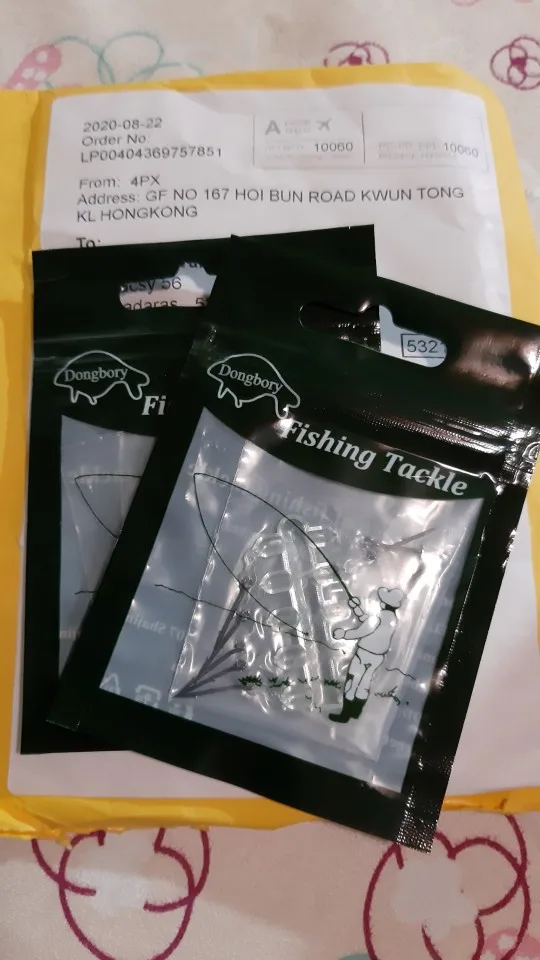 2020-08-22
Order No:
LP00404369757851
A
10060
10060
From: 4PX
Address: GF NO 167 HOI BUN ROAD KWUN TONG
KL HONGKONG
To:
56
532
Dongbory
Fi
Dongbory
Fishing Tackle